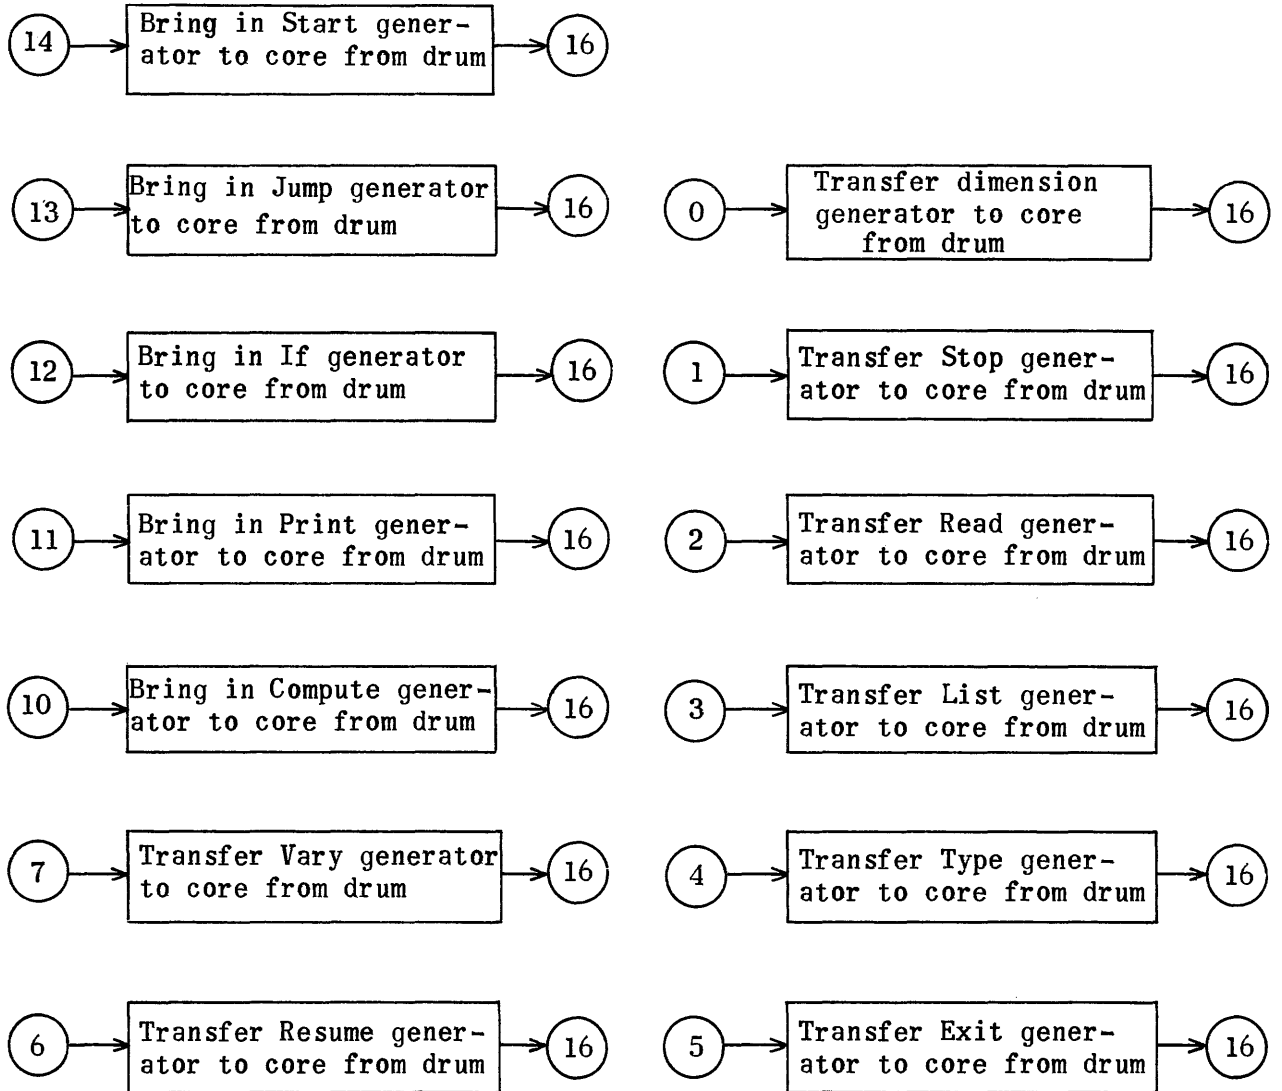 14
Bring in Start gener-
ator to core from drum
16
13
Bring in Jump generator
to core from drum
16
0
Transfer dimension
generator to core
from drum
16
12
Bring in If generator
to core from drum
16
1
Transfer Stop gener-
ator to core from drum
16
11
Bring in Print gener-
ator to core from drum
16
2
Transfer Read gener-
ator to core from drum
16
10
Bring in Compute gener-
ator to core from drum
16
3
Transfer List gener-
ator to core from drum
16
7
Transfer Vary generator
to core from drum
16
4
Transfer Type gener-
ator to core from drum
16
6
Transfer Resume gener-
ator to core from drum
16
5
Transfer Exit gener-
ator to core from drum
16